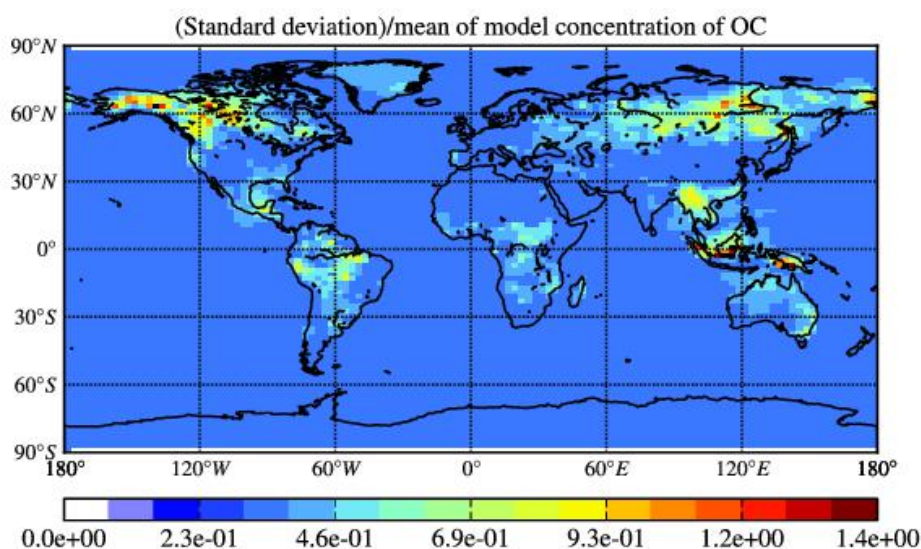 (Standard deviation)/mean of model concentration of OC
90°N
60°N
30°N
0°
30°S
60°S
90°S
180° 120°W 60°W 0° 60°E 120°E 180°
0.0e+00 2.3e-01 4.6e-01 6.9e-01 9.3e-01 1.2e+00 1.4e+00